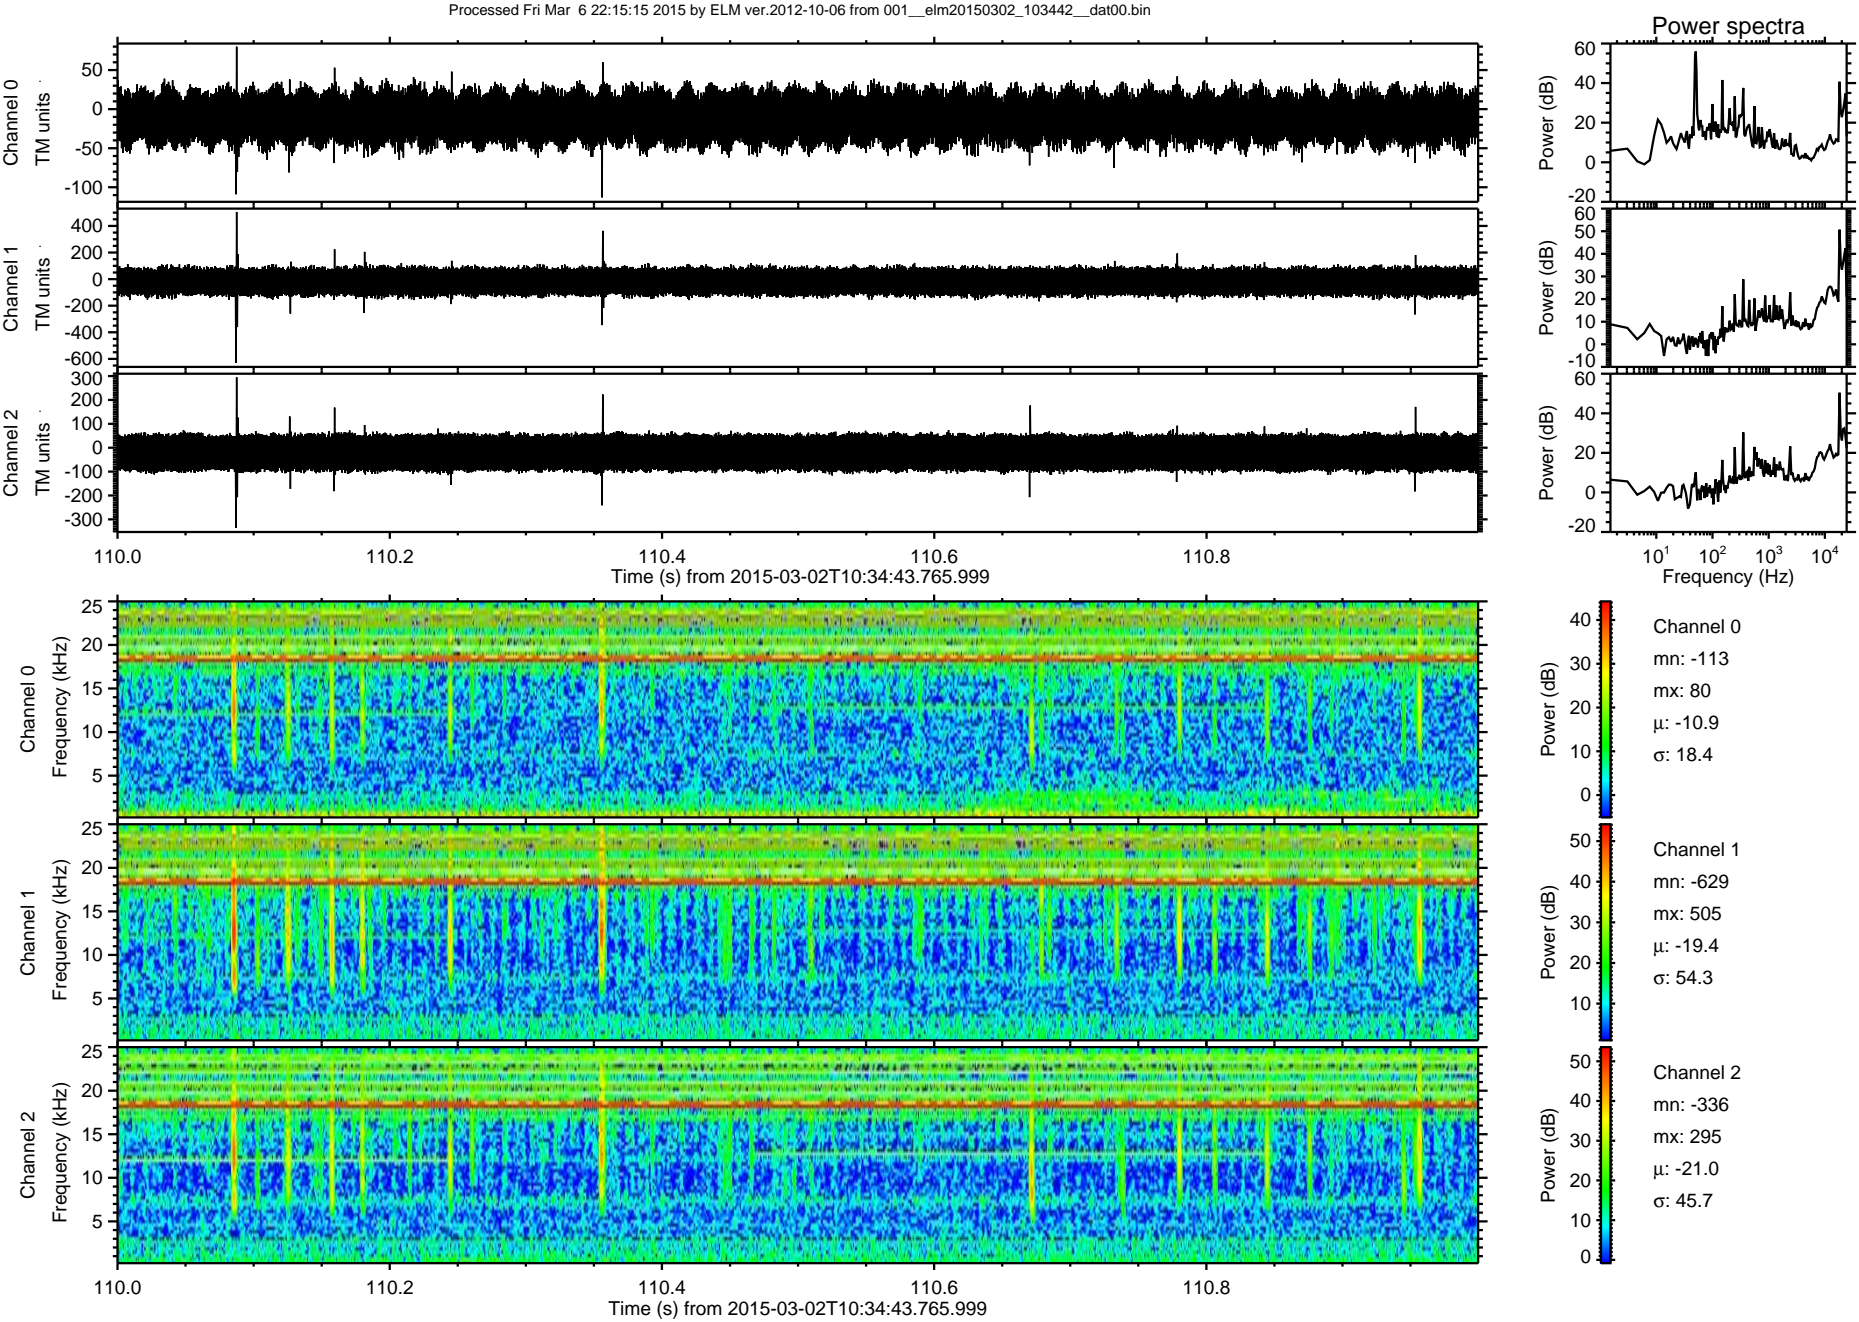 Processed Fri Mar  6 22:15:15 2015 by ELM ver.2012-10-06 from 001__elm20150302_103442__dat00.bin
Power spectra
Channel 0
TM units
50
0
-50
-100
Power (dB)
60
40
20
0
-20
Channel 1
TM units
400
200
0
-200
-400
-600
Power (dB)
60
50
40
30
20
10
0
-10
Channel 2
TM units
300
200
100
0
-100
-200
-300
Power (dB)
60
40
20
0
-20
110.0 110.2 110.4 110.6 110.8
Time (s) from 2015-03-02T10:34:43.765.999
10¹ 10² 10³ 10⁴
Frequency (Hz)
Channel 0
Frequency (kHz)
25
20
15
10
5
Power (dB)
40
30
20
10
0
Channel 0
mn: -113
mx: 80
μ: -10.9
σ: 18.4
Channel 1
Frequency (kHz)
25
20
15
10
5
Power (dB)
50
40
30
20
10
Channel 1
mn: -629
mx: 505
μ: -19.4
σ: 54.3
Channel 2
Frequency (kHz)
25
20
15
10
5
Power (dB)
50
40
30
20
10
0
Channel 2
mn: -336
mx: 295
μ: -21.0
σ: 45.7
110.0 110.2 110.4 110.6 110.8
Time (s) from 2015-03-02T10:34:43.765.999